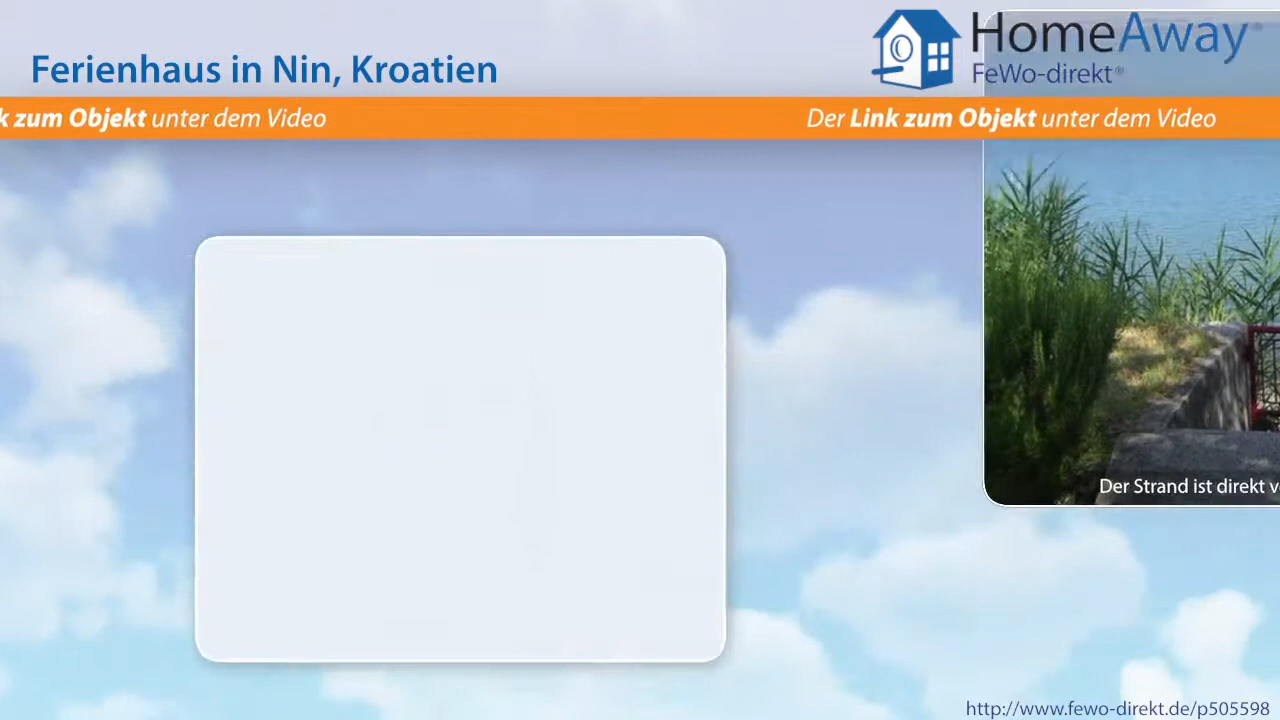 HomeAway®
FeWo-direkt®
Ferienhaus in Nin, Kroatien
k zum Objekt unter dem Video
Der Link zum Objekt unter dem Video
Der Strand ist direkt v
http://www.fewo-direkt.de/p505598